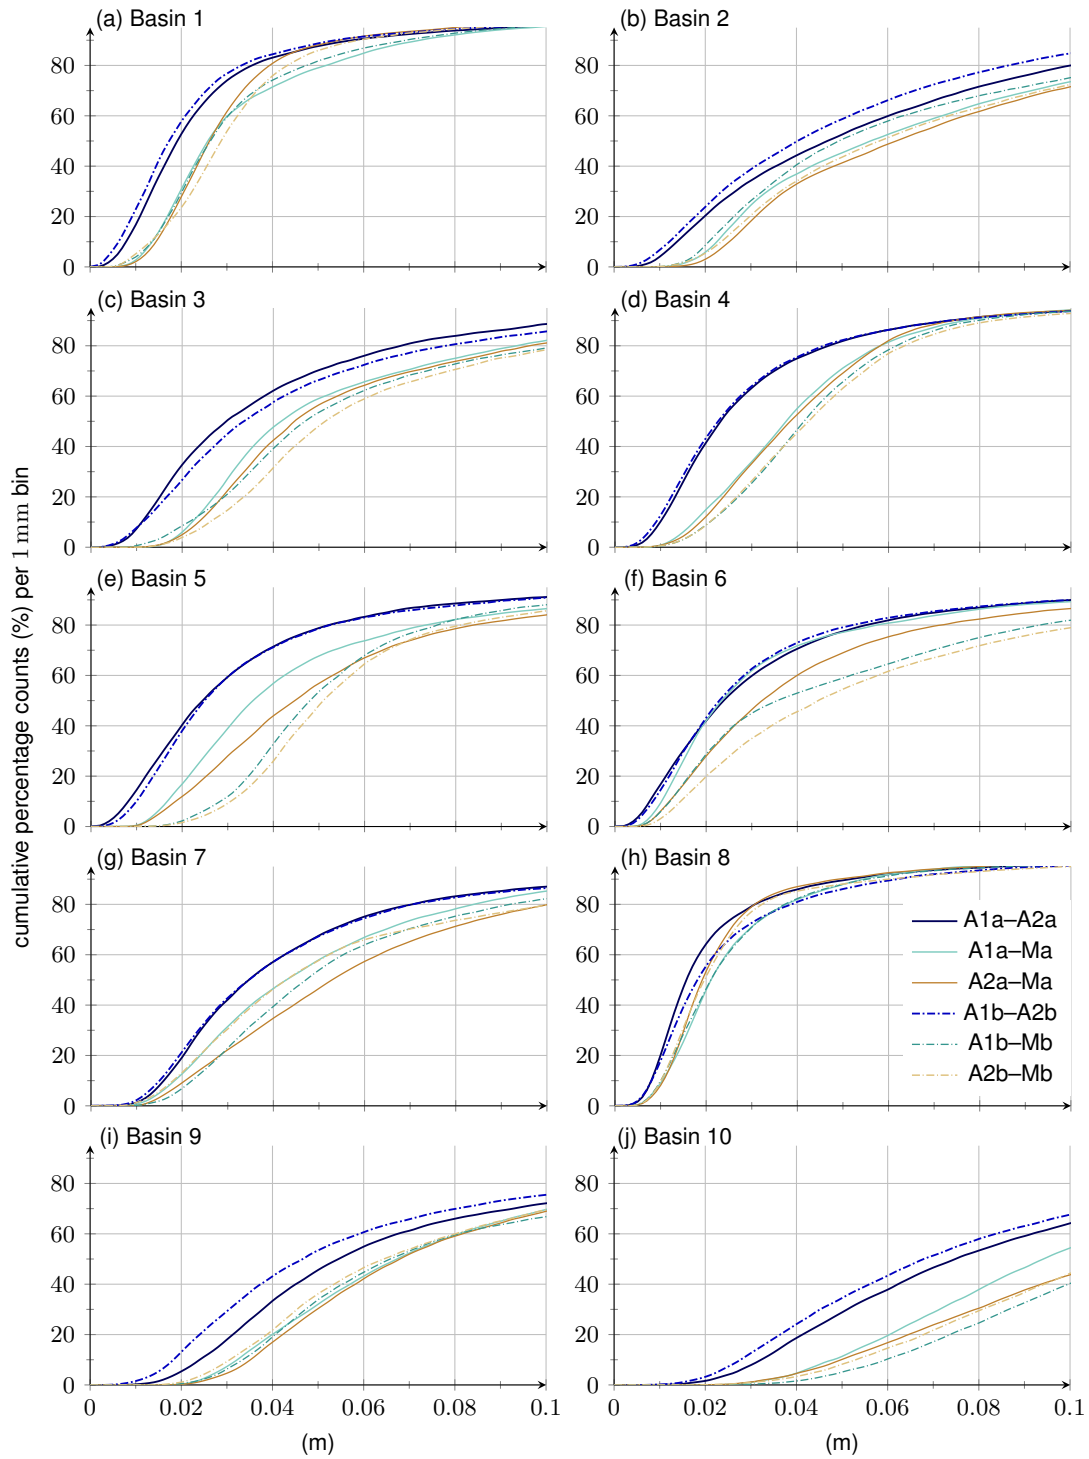 (a) Basin 1
(b) Basin 2
80
60
40
20
0
80
60
40
20
0
(c) Basin 3
(d) Basin 4
80
60
40
20
0
80
60
40
20
0
cumulative percentage counts (%) per 1 mm bin
(e) Basin 5
(f) Basin 6
80
60
40
20
0
80
60
40
20
0
(g) Basin 7
(h) Basin 8
80
60
40
20
0
80
60
40
20
0
A1a–A2a
A1a–Ma
A2a–Ma
A1b–A2b
A1b–Mb
A2b–Mb
(i) Basin 9
(j) Basin 10
80
60
40
20
0
80
60
40
20
0
0 0.02 0.04 0.06 0.08 0.1
0 0.02 0.04 0.06 0.08 0.1
(m)
(m)